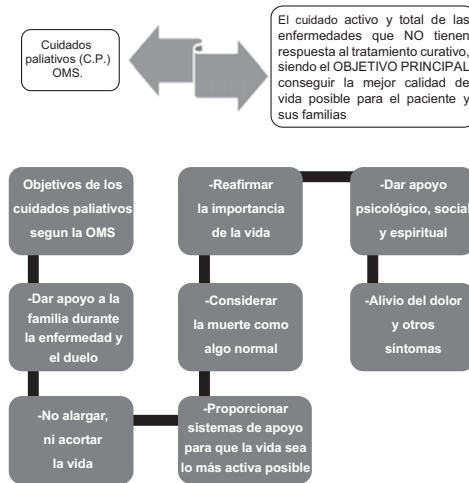 Cuidados
paliativos (C.P.)
OMS.
El cuidado activo y total de las
enfermedades que NO tienen
respuesta al tratamiento curativo,
siendo el OBJETIVO PRINCIPAL
conseguir la mejor calidad de
vida posible para el paciente y
sus familias
Objetivos de los
cuidados paliativos
segun la OMS
-Dar apoyo a la
familia durante
la enfermedad y
el duelo
-No alargar,
ni acortar
la vida
-Proporcionar
sistemas de apoyo
para que la vida sea
lo más activa posible
-Considerar
la muerte como
algo normal
-Reafirmar
la importancia
de la vida
-Dar apoyo
psicológico, social
y espiritual
-Alivio del dolor
y otros
síntomas